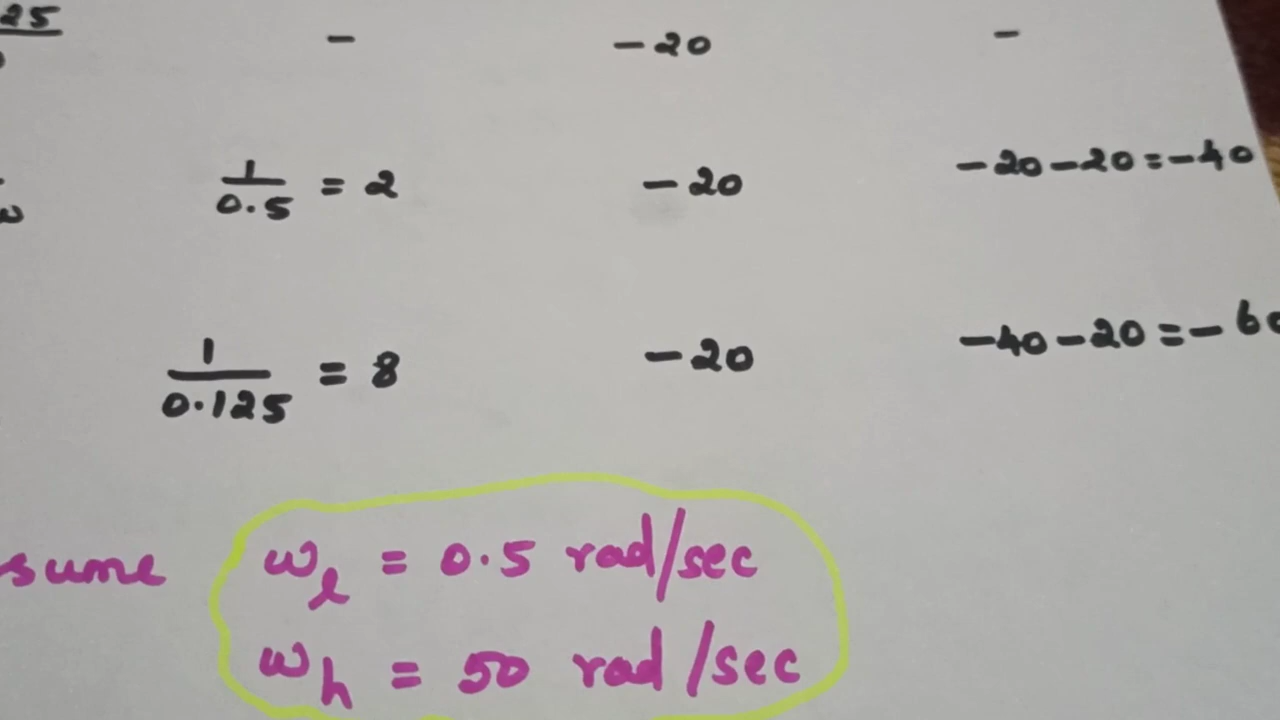 25 - -20 -
1/0.5 = 2 -20 -20-20=-40
ω
1/0.125 = 8 -20 -40-20=-60
sume ωl = 0.5 rad/sec
ωh = 50 rad/sec